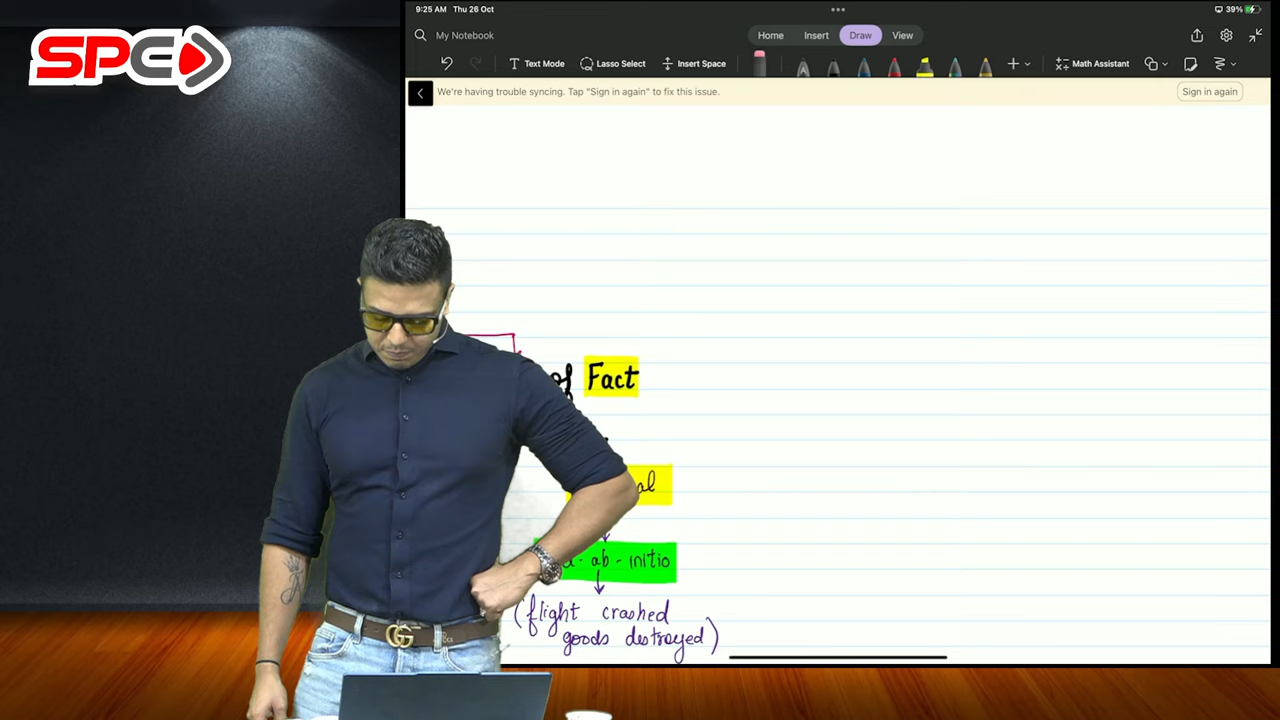 SPE
9:25 AM Thu 26 Oct
39%
My Notebook
Home Insert Draw View
Text Mode Lasso Select Insert Space Math Assistant
We're having trouble syncing. Tap "Sign in again" to fix this issue.
Sign in again
of Fact
al
ab-initio
(flight crashed
goods destroyed)